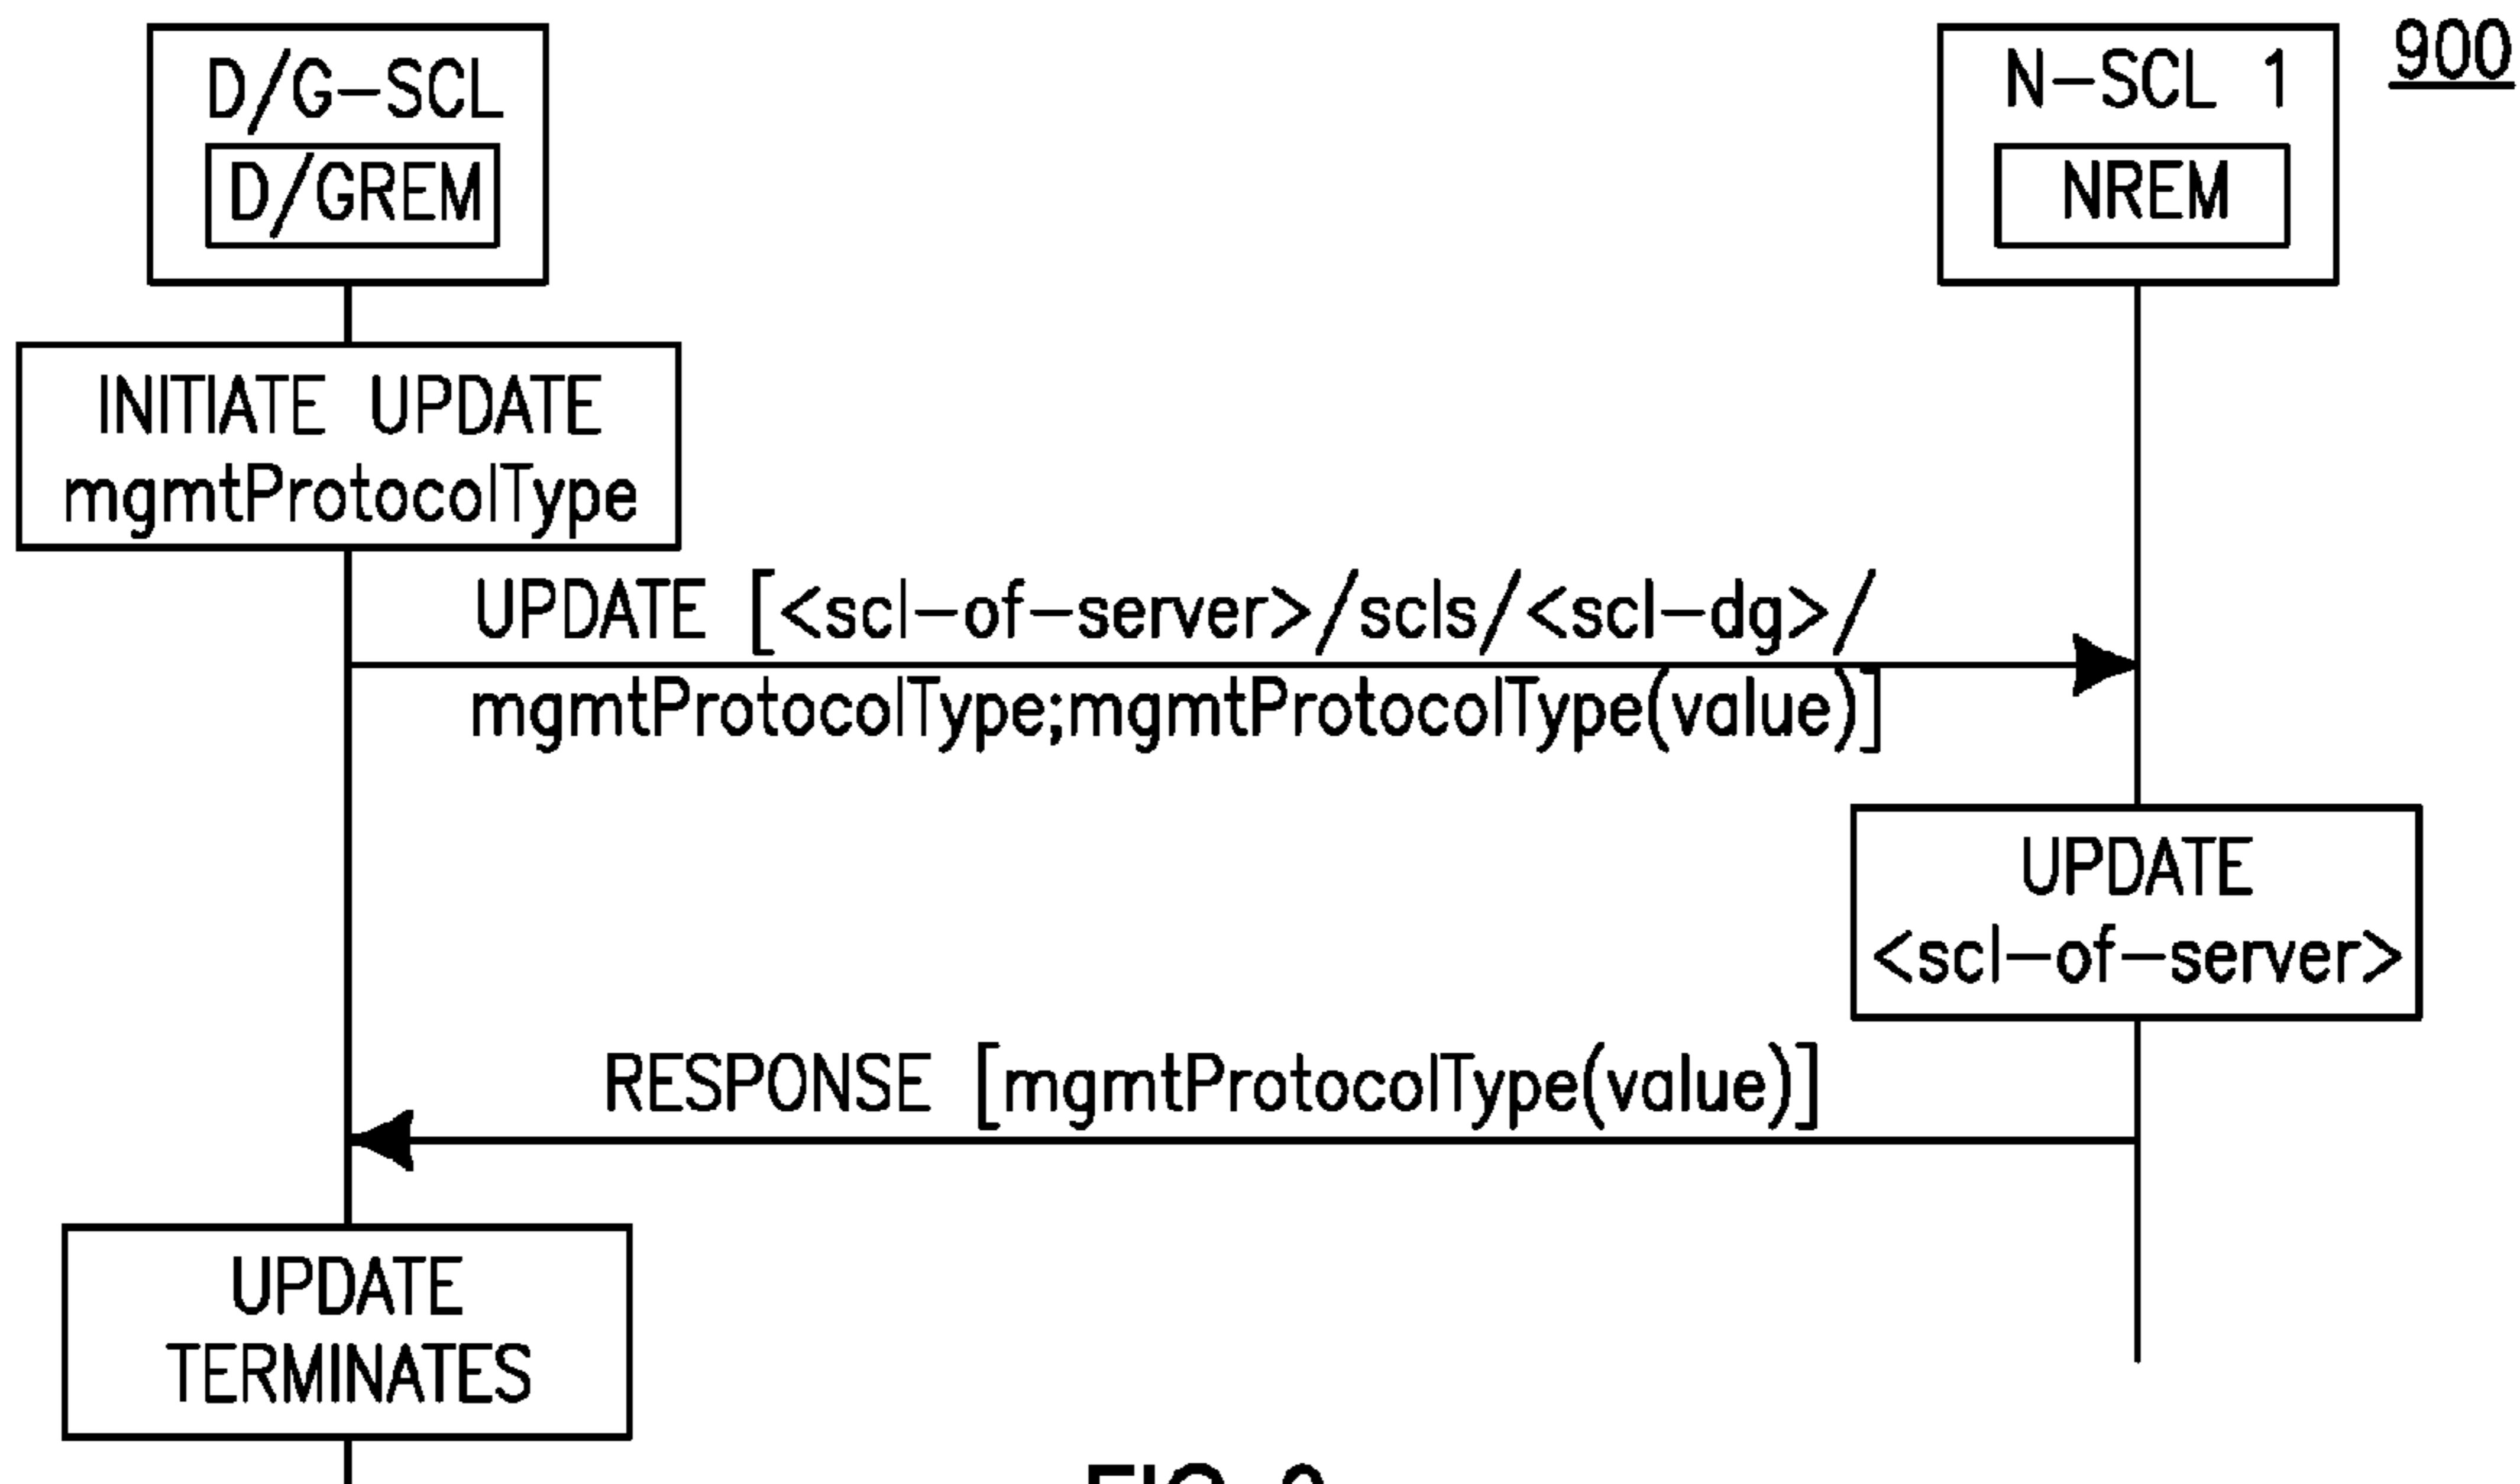 D/G-SCL
D/GREM
N-SCL 1
NREM
900
INITIATE UPDATE
mgmtProtocolType
UPDATE [<scl-of-server>/scls/<scl-dg>/
mgmtProtocolType;mgmtProtocolType(value)]
UPDATE
<scl-of-server>
RESPONSE [mgmtProtocolType(value)]
UPDATE
TERMINATES
FIG.